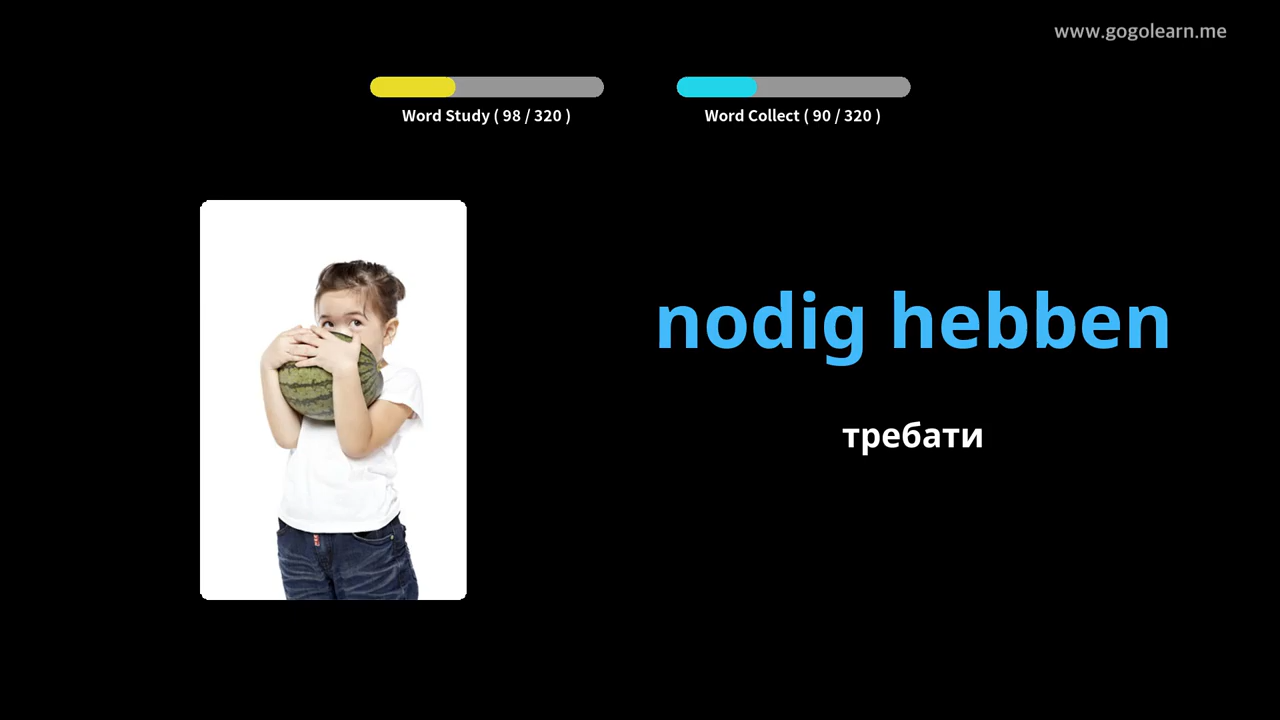 www.gogolearn.me
Word Study ( 98 / 320 )
Word Collect ( 90 / 320 )
nodig hebben
требати